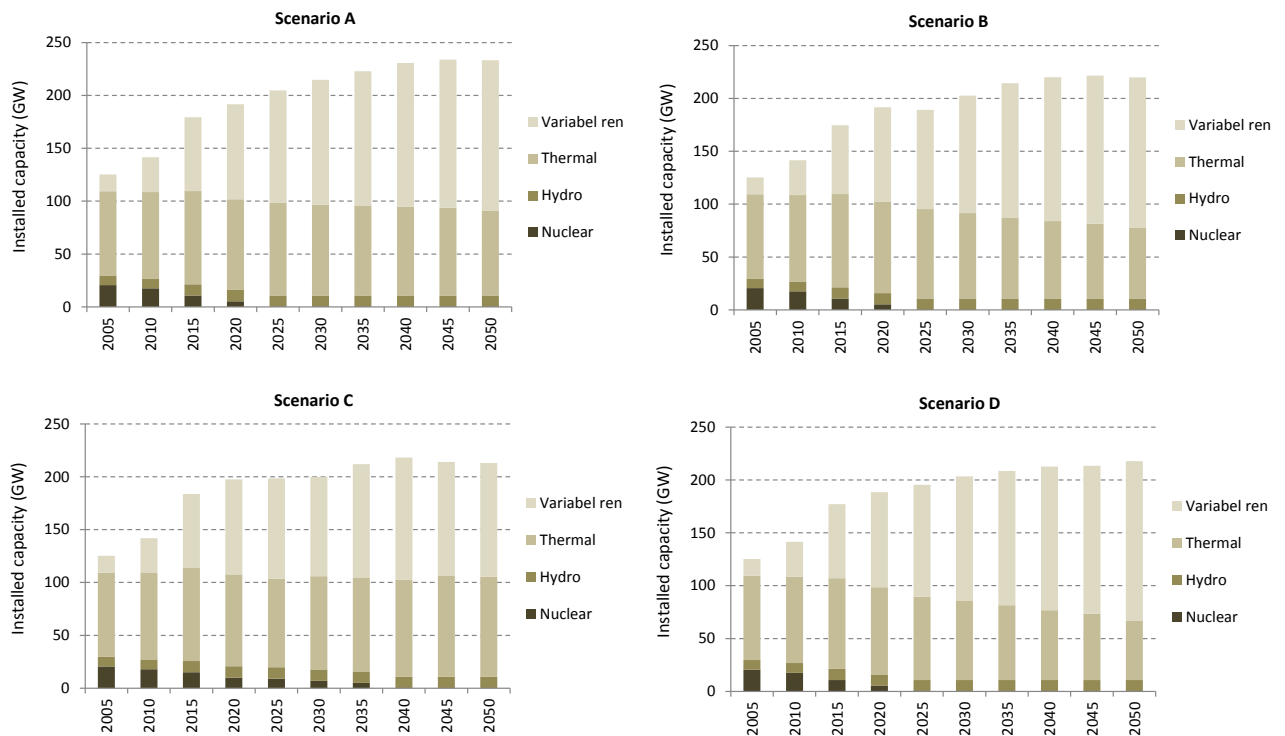 Scenario A
Installed capacity (GW)
250
200
150
100
50
0
2005 2010 2015 2020 2025 2030 2035 2040 2045 2050
Variabel ren
Thermal
Hydro
Nuclear
Scenario B
Installed capacity (GW)
250
200
150
100
50
0
2005 2010 2015 2020 2025 2030 2035 2040 2045 2050
Variabel ren
Thermal
Hydro
Nuclear
Scenario C
Installed capacity (GW)
250
200
150
100
50
0
2005 2010 2015 2020 2025 2030 2035 2040 2045 2050
Variabel ren
Thermal
Hydro
Nuclear
Scenario D
Installed capacity (GW)
250
200
150
100
50
0
2005 2010 2015 2020 2025 2030 2035 2040 2045 2050
Variabel ren
Thermal
Hydro
Nuclear